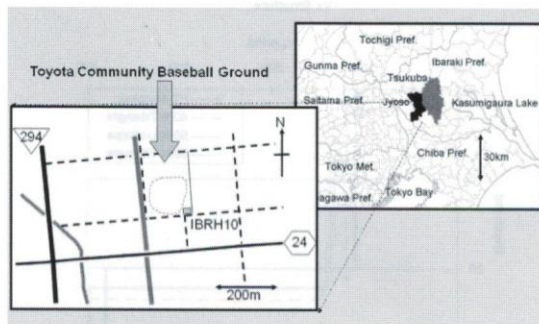 Toyota Community Baseball Ground
294
N
IBRH10
24
200m
Tochigi Pref.
Gunma Pref.
Ibaraki Pref.
Tsukuba
Saitama Pref.
Jyoso
Kasumigaura Lake
Chiba Pref.
30km
Tokyo Met.
Tokyo Bay
agawa Pref.